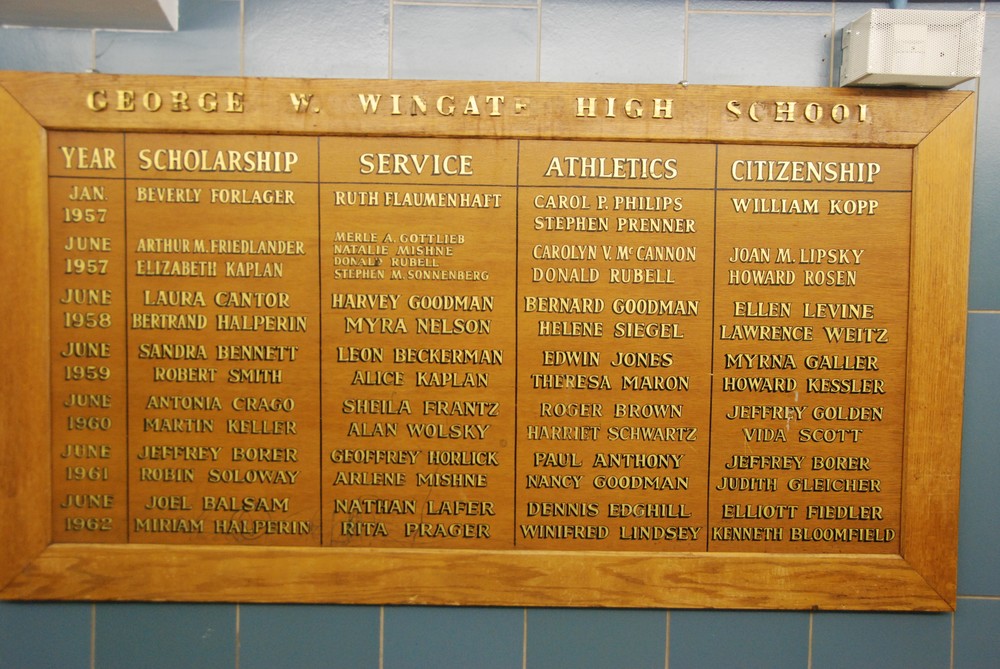 GEORGE W. WINGATE HIGH SCHOOL
YEAR SCHOLARSHIP SERVICE ATHLETICS CITIZENSHIP
JAN. 1957 BEVERLY FORLAGER RUTH FLAUMENHAFT CAROL P. PHILIPS WILLIAM KOPP
STEPHEN PRENNER
JUNE ARTHUR M. FRIEDLANDER MERLE A. GOTTLIEB CAROLYN V. McCANNON JOAN M. LIPSKY
NATALIE MISHNE
1957 ELIZABETH KAPLAN DONALD RUBELL DONALD RUBELL HOWARD ROSEN
STEPHEN M. SONNENBERG
JUNE LAURA CANTOR HARVEY GOODMAN BERNARD GOODMAN ELLEN LEVINE
1958 BERTRAND HALPERIN MYRA NELSON HELENE SIEGEL LAWRENCE WEITZ
JUNE SANDRA BENNETT LEON BECKERMAN EDWIN JONES MYRNA GALLER
1959 ROBERT SMITH ALICE KAPLAN THERESA MARON HOWARD KESSLER
JUNE ANTONIA CRAGO SHEILA FRANTZ ROGER BROWN JEFFREY GOLDEN
1960 MARTIN KELLER ALAN WOLSKY HARRIET SCHWARTZ VIDA SCOTT
JUNE JEFFREY BORER GEOFFREY HORLICK PAUL ANTHONY JEFFREY BORER
1961 ROBIN SOLOWAY ARLENE MISHNE NANCY GOODMAN JUDITH GLEICHER
JUNE JOEL BALSAM NATHAN LAFER DENNIS EDGHILL ELLIOTT FIEDLER
1962 MIRIAM HALPERIN RITA PRAGER WINIFRED LINDSEY KENNETH BLOOMFIELD